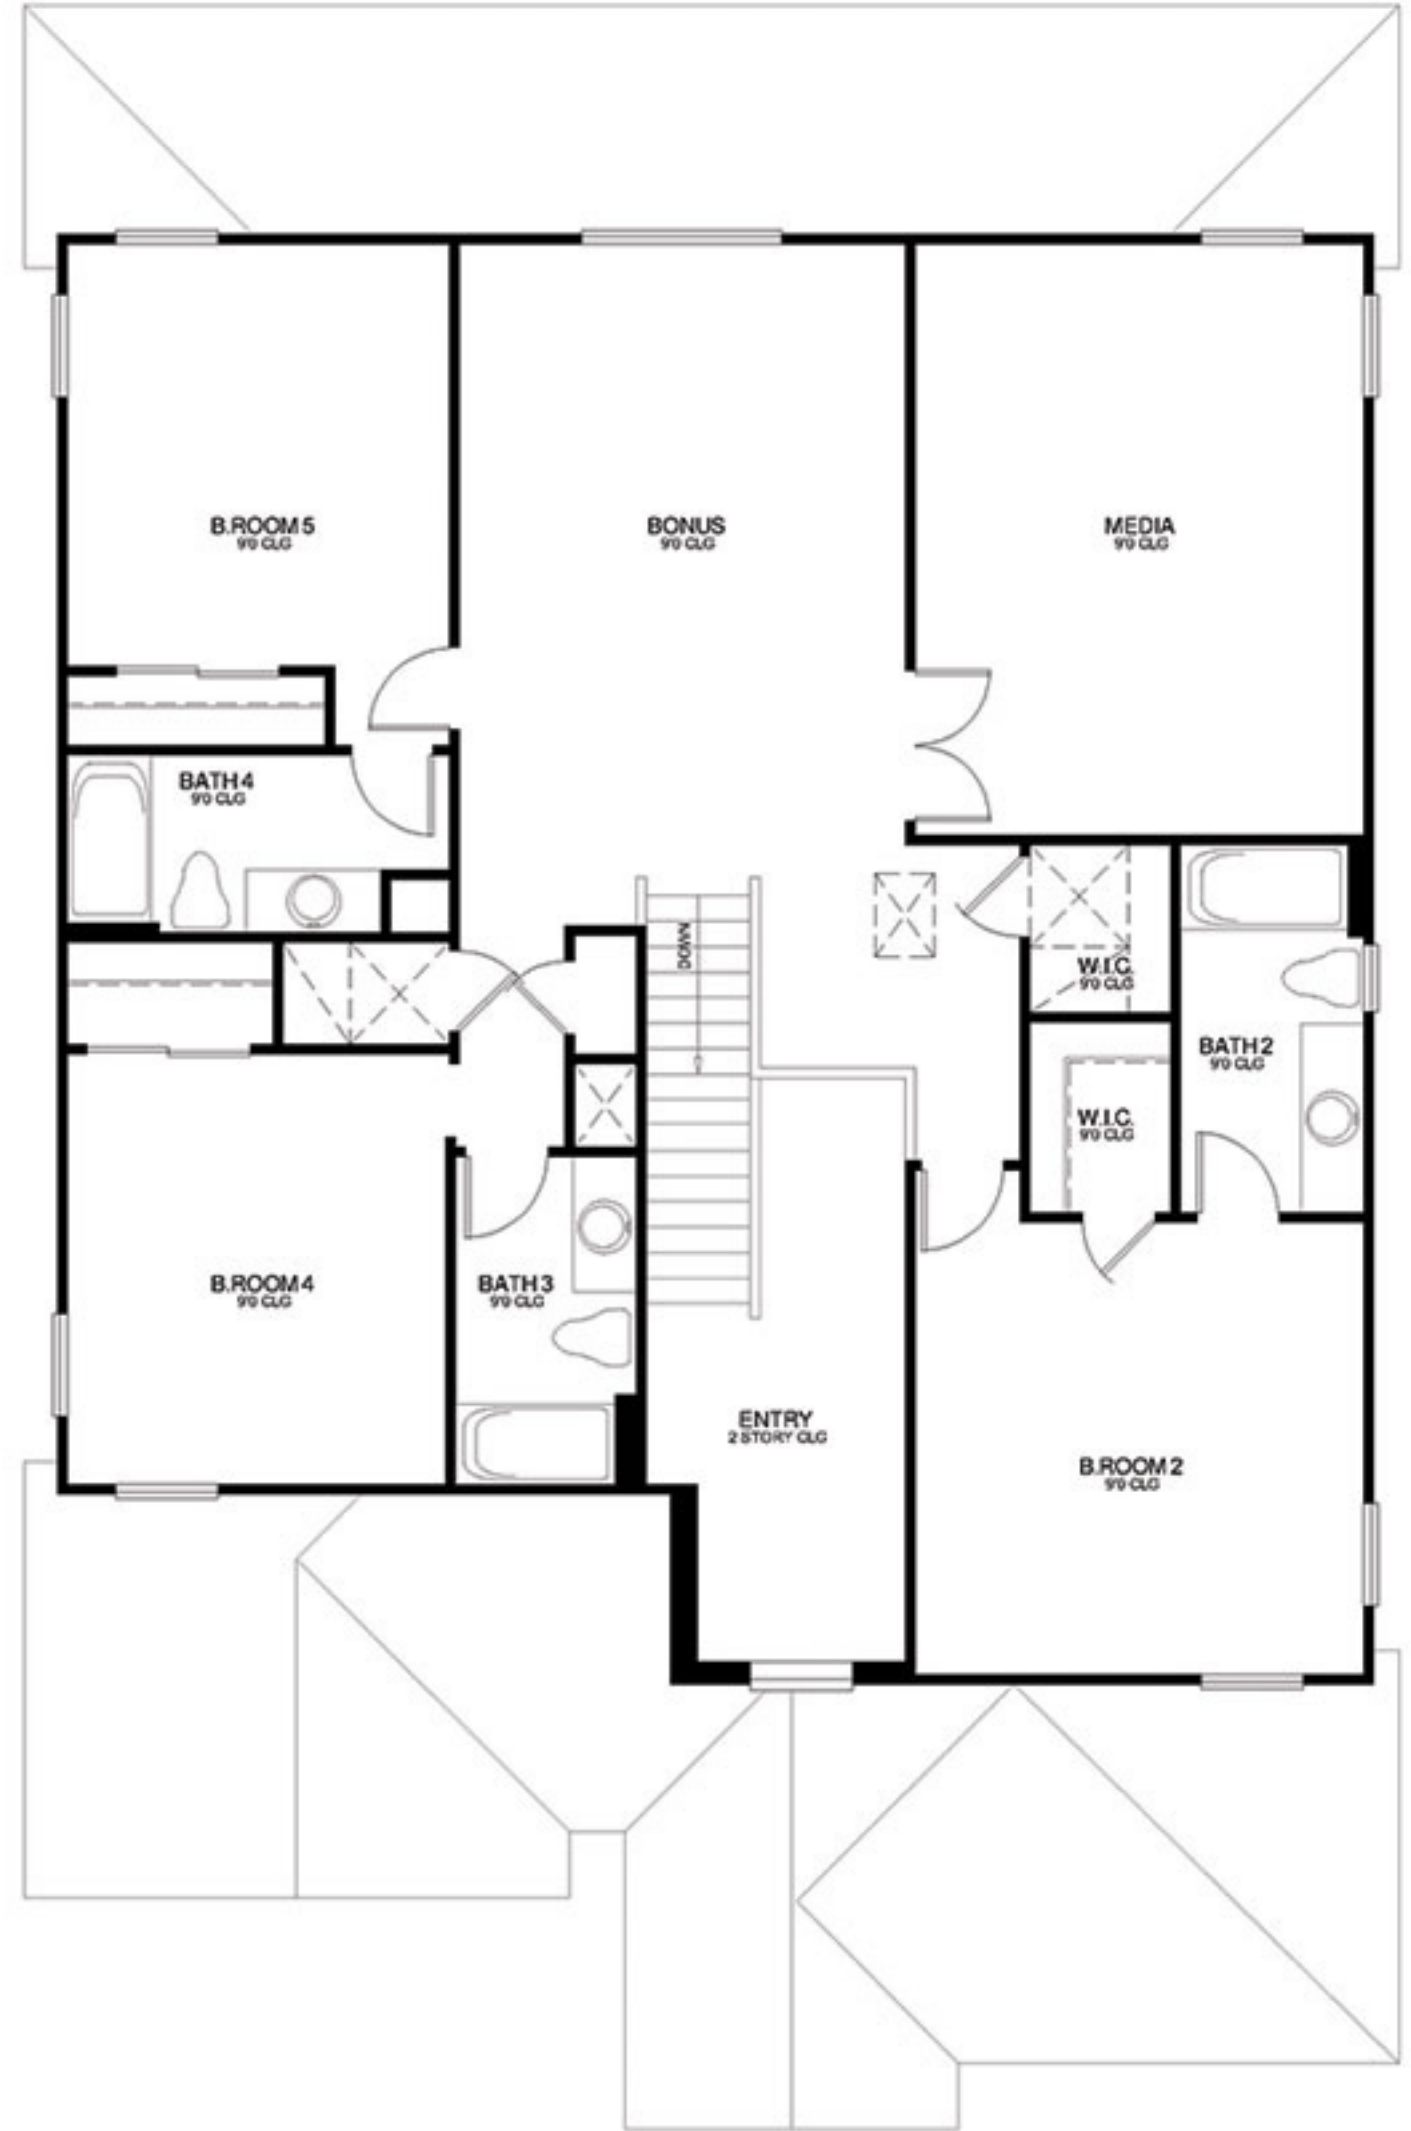 B.ROOM 5
9'0 CLG
BONUS
9'0 CLG
MEDIA
9'0 CLG
BATH 4
9'0 CLG
DOWN
W.I.C.
9'0 CLG
BATH 2
9'0 CLG
W.I.C.
9'0 CLG
B.ROOM 4
9'0 CLG
BATH 3
9'0 CLG
ENTRY
2 STORY CLG
B.ROOM 2
9'0 CLG